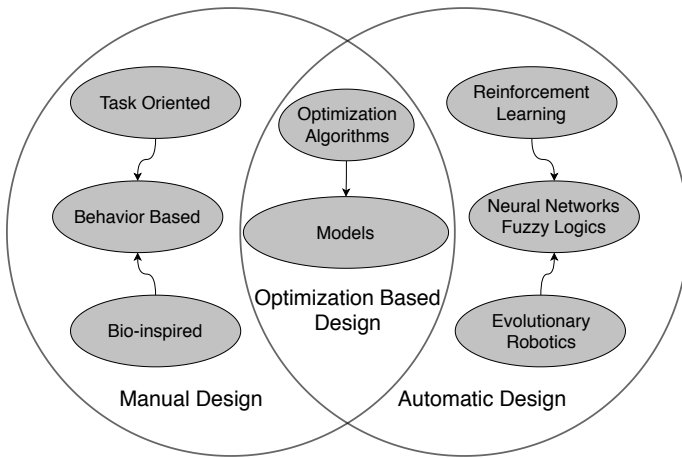 Task Oriented
Behavior Based
Bio-inspired
Manual Design
Optimization
Algorithms
Models
Optimization Based
Design
Reinforcement
Learning
Neural Networks
Fuzzy Logics
Evolutionary
Robotics
Automatic Design